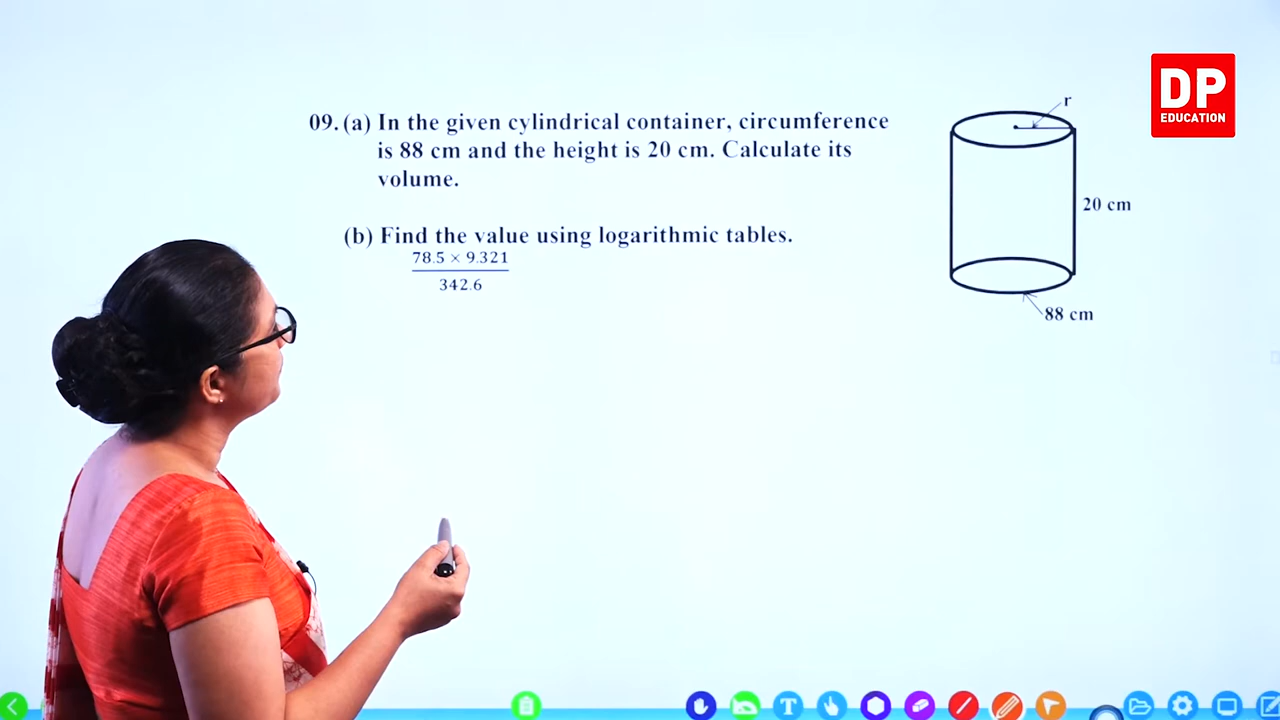 09. (a) In the given cylindrical container, circumference
is 88 cm and the height is 20 cm. Calculate its
volume.
(b) Find the value using logarithmic tables.
78.5 × 9.321
342.6
r
20 cm
88 cm
DP
EDUCATION
T